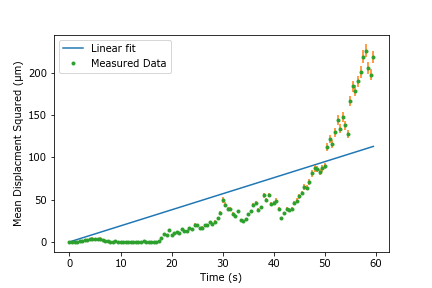 Linear fit
Measured Data
Mean Displacment Squared (µm)
200
150
100
50
0
0 10 20 30 40 50 60
Time (s)